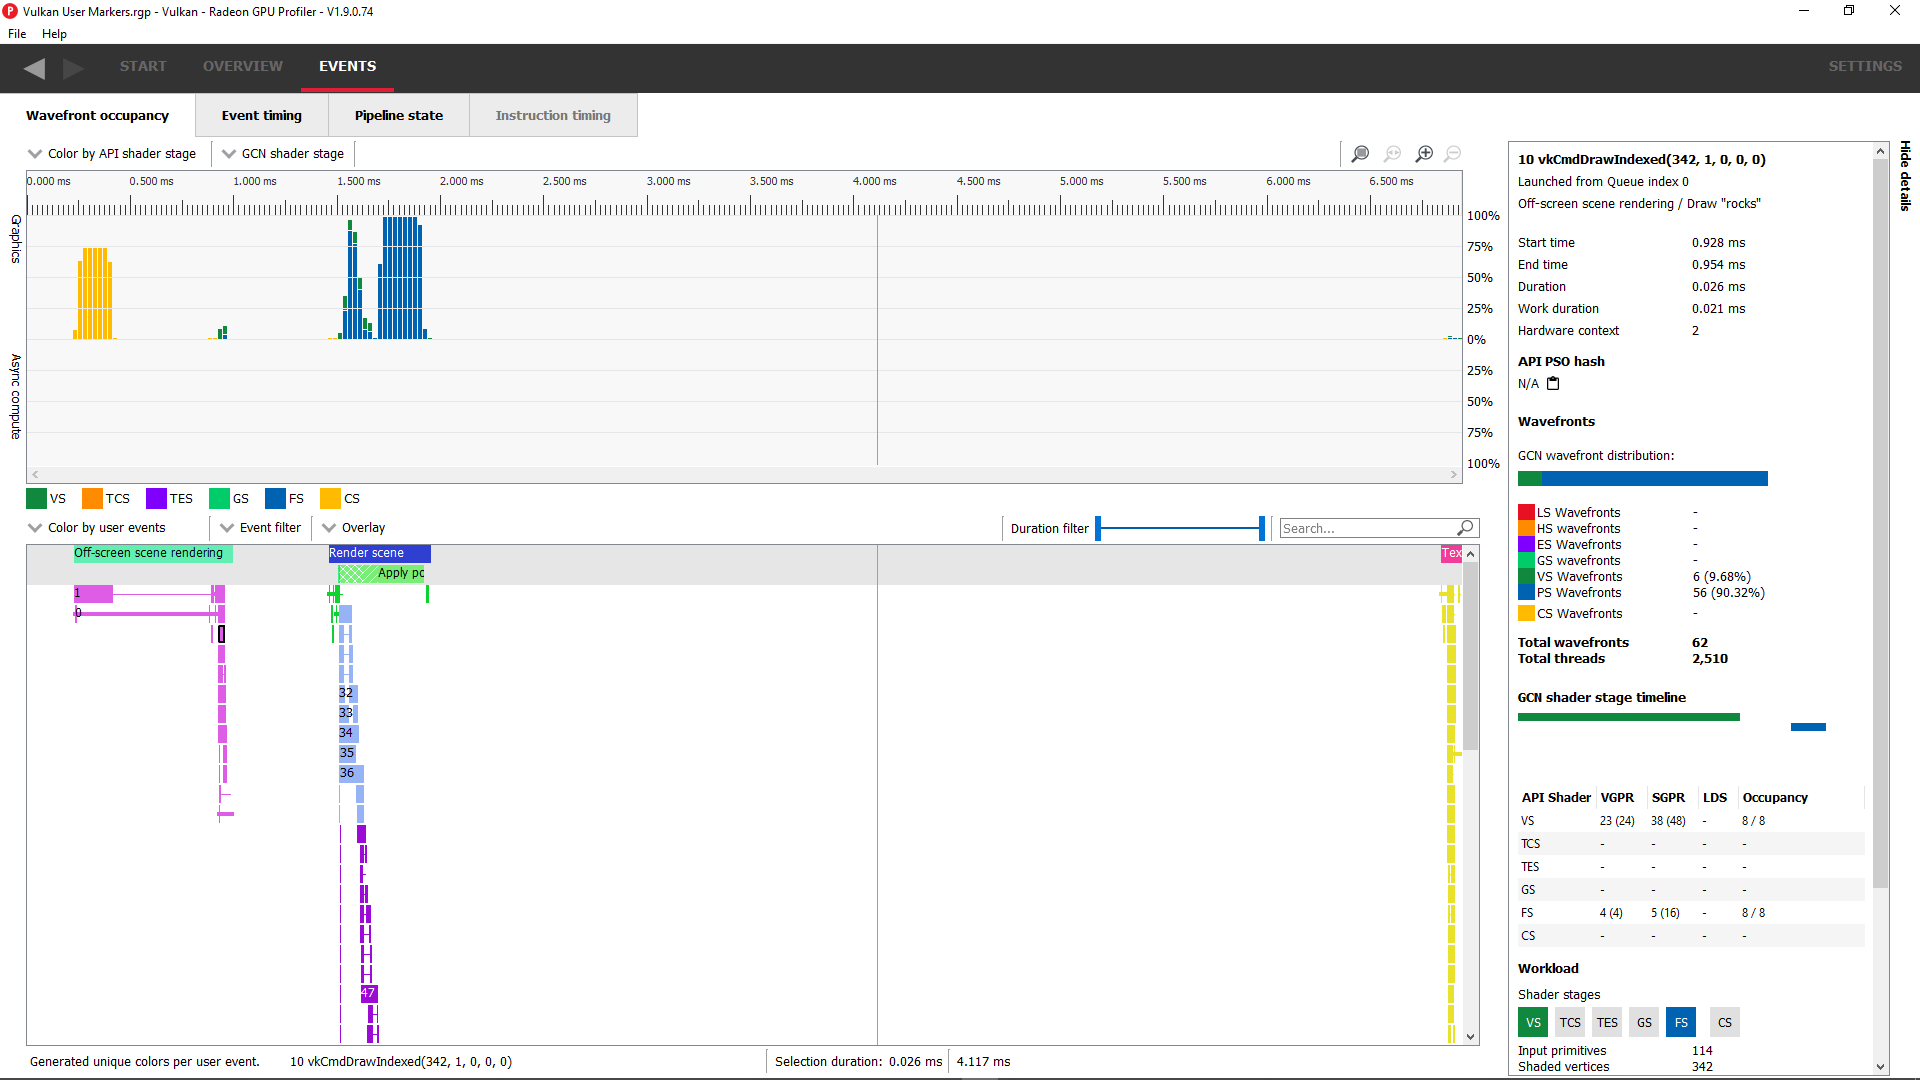 Vulkan User Markers.rgp - Vulkan - Radeon GPU Profiler - V1.9.0.74
File Help
START OVERVIEW EVENTS SETTINGS
Wavefront occupancy Event timing Pipeline state Instruction timing
Color by API shader stage GCN shader stage
0.000 ms 0.500 ms 1.000 ms 1.500 ms 2.000 ms 2.500 ms 3.000 ms 3.500 ms 4.000 ms 4.500 ms 5.000 ms 5.500 ms 6.000 ms 6.500 ms
Graphics
Async compute
100%
75%
50%
25%
0%
25%
50%
75%
100%
VS TCS TES GS FS CS
Color by user events Event filter Overlay Duration filter Search...
Off-screen scene rendering Render scene Tex
Apply po
1
0
32
33
34
35
36
47
Generated unique colors per user event. 10 vkCmdDrawIndexed(342, 1, 0, 0, 0) Selection duration: 0.026 ms 4.117 ms
Hide details
10 vkCmdDrawIndexed(342, 1, 0, 0, 0)
Launched from Queue index 0
Off-screen scene rendering / Draw "rocks"
Start time 0.928 ms
End time 0.954 ms
Duration 0.026 ms
Work duration 0.021 ms
Hardware context 2
API PSO hash
N/A
Wavefronts
GCN wavefront distribution:
LS Wavefronts -
HS wavefronts -
ES Wavefronts -
GS wavefronts -
VS Wavefronts 6 (9.68%)
PS Wavefronts 56 (90.32%)
CS Wavefronts -
Total wavefronts 62
Total threads 2,510
GCN shader stage timeline
API Shader VGPR SGPR LDS Occupancy
VS 23 (24) 38 (48) - 8 / 8
TCS - - - -
TES - - - -
GS - - - -
FS 4 (4) 5 (16) - 8 / 8
CS - - - -
Workload
Shader stages
VS TCS TES GS FS CS
Input primitives 114
Shaded vertices 342